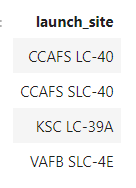 launch_site
CCAFS LC-40
CCAFS SLC-40
KSC LC-39A
VAFB SLC-4E